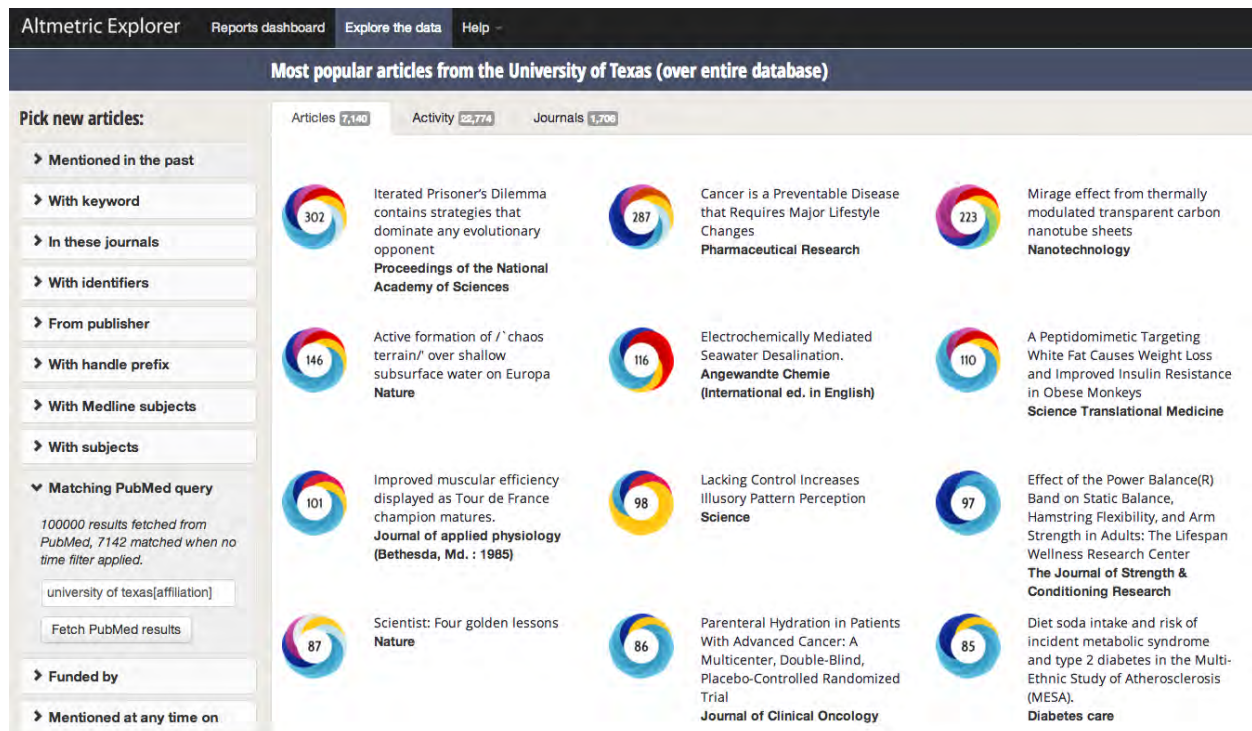 Altmetric Explorer Reports dashboard Explore the data Help
Most popular articles from the University of Texas (over entire database)
Pick new articles:
Mentioned in the past
With keyword
In these journals
With identifiers
From publisher
With handle prefix
With Medline subjects
With subjects
Matching PubMed query
100000 results fetched from
PubMed, 7142 matched when no
time filter applied.
university of texas[affiliation]
Fetch PubMed results
Funded by
Mentioned at any time on
Articles 7,140 Activity 22,774 Journals 1,706
302
Iterated Prisoner's Dilemma
contains strategies that
dominate any evolutionary
opponent
Proceedings of the National
Academy of Sciences
287
Cancer is a Preventable Disease
that Requires Major Lifestyle
Changes
Pharmaceutical Research
223
Mirage effect from thermally
modulated transparent carbon
nanotube sheets
Nanotechnology
146
Active formation of /`chaos
terrain/' over shallow
subsurface water on Europa
Nature
116
Electrochemically Mediated
Seawater Desalination.
Angewandte Chemie
(International ed. in English)
110
A Peptidomimetic Targeting
White Fat Causes Weight Loss
and Improved Insulin Resistance
in Obese Monkeys
Science Translational Medicine
101
Improved muscular efficiency
displayed as Tour de France
champion matures.
Journal of applied physiology
(Bethesda, Md. : 1985)
98
Lacking Control Increases
Illusory Pattern Perception
Science
97
Effect of the Power Balance(R)
Band on Static Balance,
Hamstring Flexibility, and Arm
Strength in Adults: The Lifespan
Wellness Research Center
The Journal of Strength &
Conditioning Research
87
Scientist: Four golden lessons
Nature
86
Parenteral Hydration in Patients
With Advanced Cancer: A
Multicenter, Double-Blind,
Placebo-Controlled Randomized
Trial
Journal of Clinical Oncology
85
Diet soda intake and risk of
incident metabolic syndrome
and type 2 diabetes in the Multi-
Ethnic Study of Atherosclerosis
(MESA).
Diabetes care